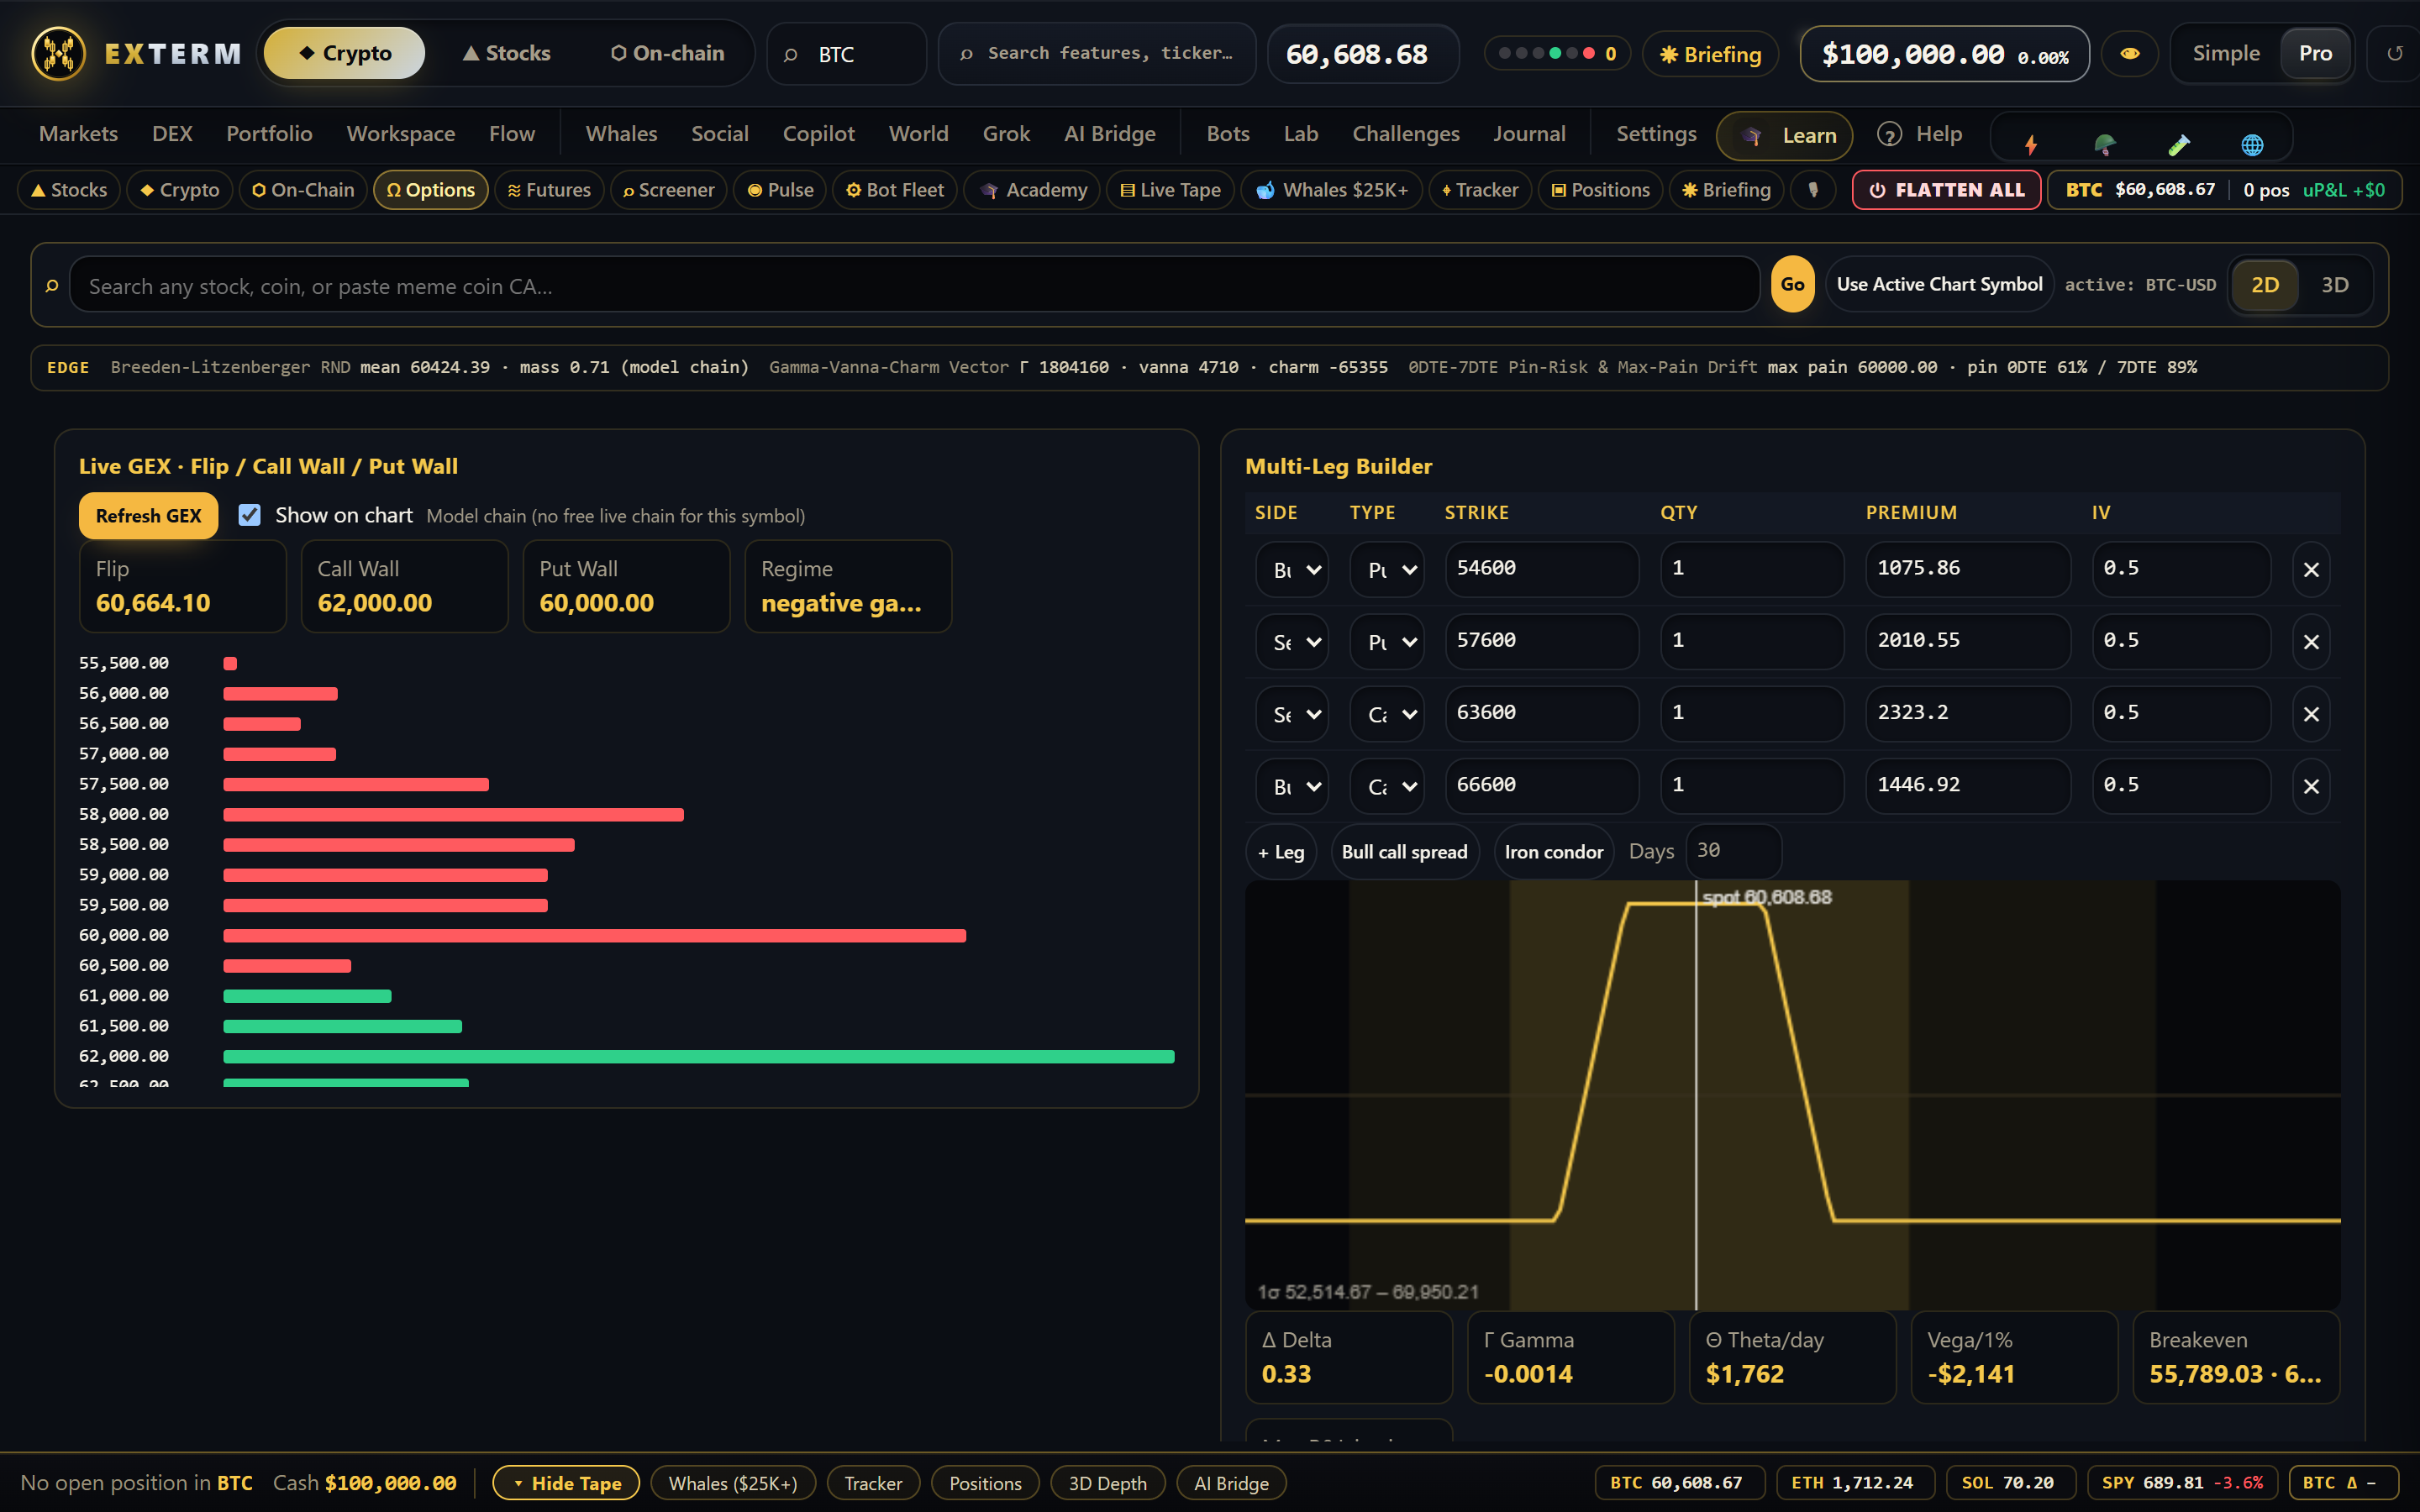 EXTERM
Crypto
Stocks
On-chain
BTC
Search features, ticker…
60,608.68
0
Briefing
$100,000.00 0.00%
Simple
Pro
Markets DEX Portfolio Workspace Flow Whales Social Copilot World Grok AI Bridge Bots Lab Challenges Journal Settings Learn ? Help
Stocks Crypto On-Chain Ω Options Futures Screener Pulse Bot Fleet Academy Live Tape Whales $25K+ Tracker Positions Briefing FLATTEN ALL BTC $60,608.67 0 pos uP&L +$0
Search any stock, coin, or paste meme coin CA…
Go
Use Active Chart Symbol
active: BTC-USD
2D 3D
EDGE Breeden-Litzenberger RND mean 60424.39 · mass 0.71 (model chain) Gamma-Vanna-Charm Vector Γ 1804160 · vanna 4710 · charm -65355 0DTE-7DTE Pin-Risk & Max-Pain Drift max pain 60000.00 · pin 0DTE 61% / 7DTE 89%
Live GEX · Flip / Call Wall / Put Wall
Refresh GEX Show on chart Model chain (no free live chain for this symbol)
Flip Call Wall Put Wall Regime
60,664.10 62,000.00 60,000.00 negative ga…
55,500.00
56,000.00
56,500.00
57,000.00
57,500.00
58,000.00
58,500.00
59,000.00
59,500.00
60,000.00
60,500.00
61,000.00
61,500.00
62,000.00
62,500.00
Multi-Leg Builder
SIDE TYPE STRIKE QTY PREMIUM IV
Bu Pu 54600 1 1075.86 0.5 ×
Se Pu 57600 1 2010.55 0.5 ×
Se Ca 63600 1 2323.2 0.5 ×
Bu Ca 66600 1 1446.92 0.5 ×
+ Leg Bull call spread Iron condor Days 30
spot 60,608.68
1σ 52,514.67 – 69,950.21
Δ Delta Γ Gamma Θ Theta/day Vega/1% Breakeven
0.33 -0.0014 $1,762 -$2,141 55,789.03 · 6…
No open position in BTC Cash $100,000.00 Hide Tape Whales ($25K+) Tracker Positions 3D Depth AI Bridge BTC 60,608.67 ETH 1,712.24 SOL 70.20 SPY 689.81 -3.6% BTC Δ –